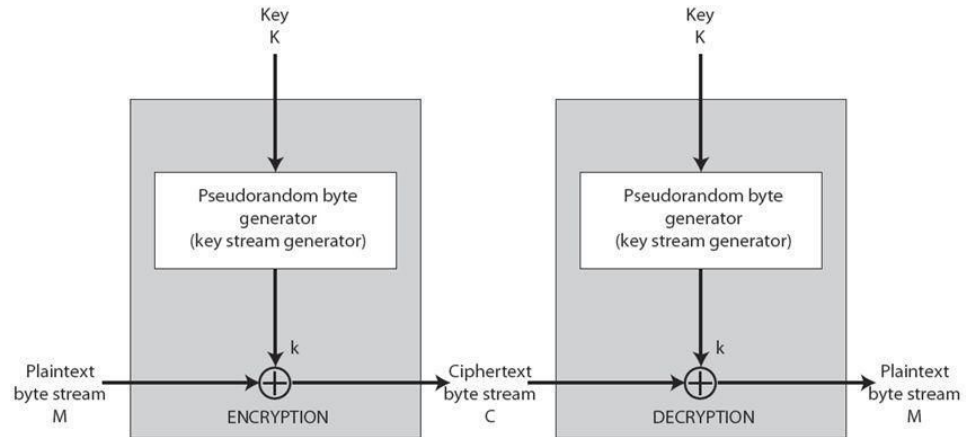 Key
K
Key
K
Pseudorandom byte
generator
(key stream generator)
Pseudorandom byte
generator
(key stream generator)
k
k
Plaintext
byte stream
M
ENCRYPTION
Ciphertext
byte stream
C
DECRYPTION
Plaintext
byte stream
M